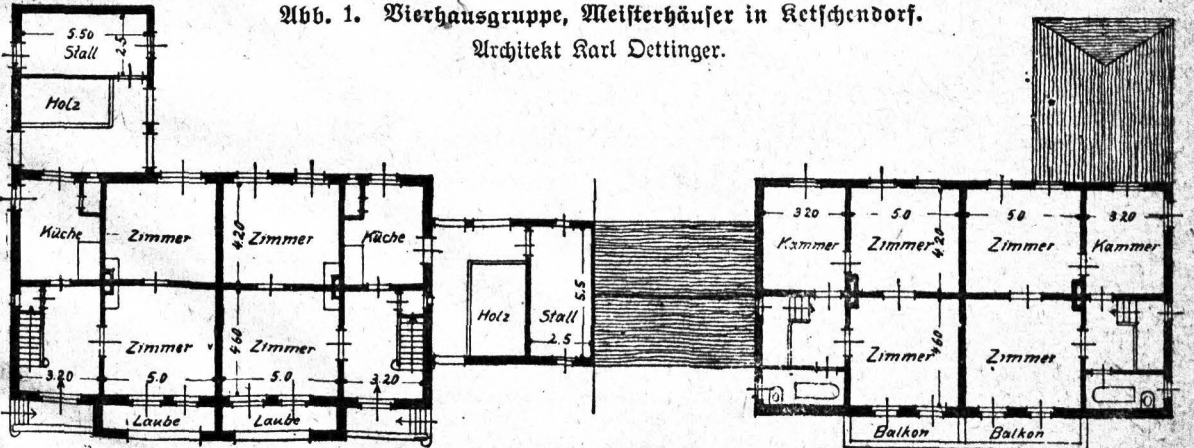 Abb. 1. Vierhausgruppe, Meisterhäuser in Ketschendorf.
Architekt Karl Oettinger.
5.50
Stall
2.5
Holz
Küche
Zimmer
4.20
Zimmer
Küche
Zimmer
4.60
Zimmer
3.20
5.0
5.0
3.20
Laube
Laube
Holz
Stall
5.5
2.5
3.20
5.0
5.0
3.20
Kammer
Zimmer
4.20
Zimmer
Kammer
Zimmer
4.60
Zimmer
Balkon
Balkon